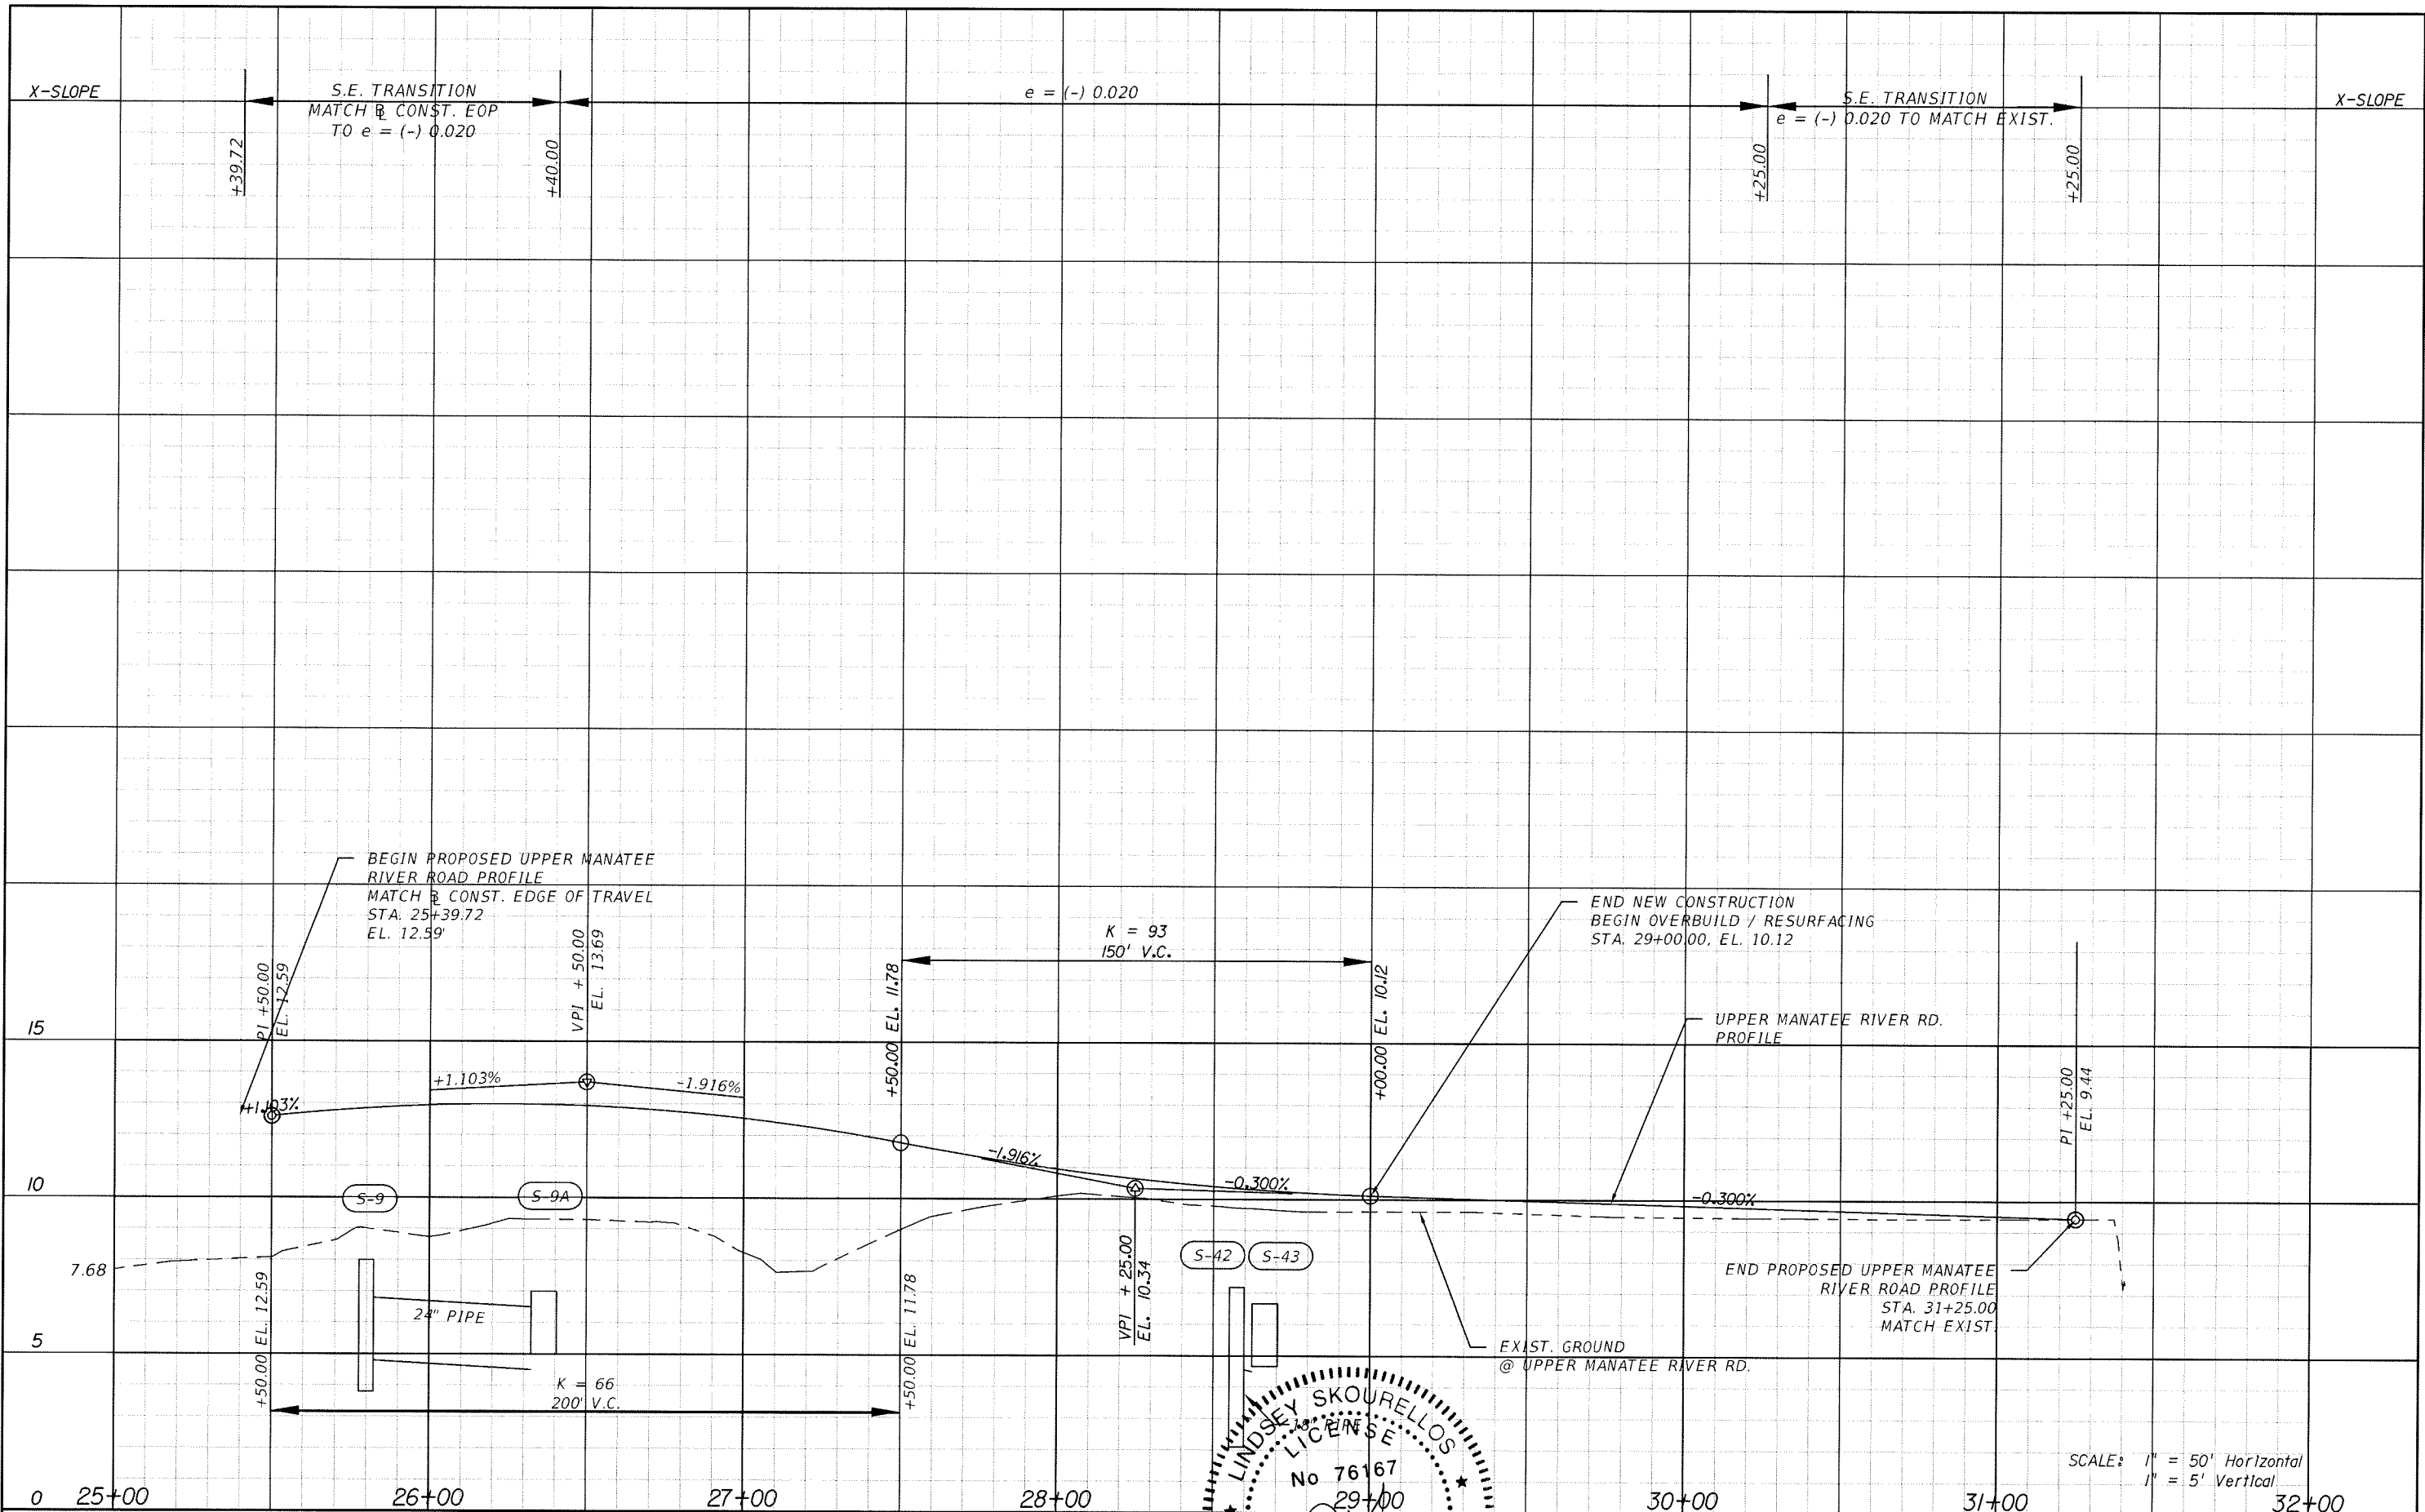 X-SLOPE
S.E. TRANSITION
MATCH ℄ CONST. EOP
TO e = (-) 0.020
+39.72
+40.00
e = (-) 0.020
S.E. TRANSITION
e = (-) 0.020 TO MATCH EXIST.
+25.00
+25.00
X-SLOPE
BEGIN PROPOSED UPPER MANATEE
RIVER ROAD PROFILE
MATCH CONST. EDGE OF TRAVEL
STA. 25+39.72
EL. 12.59'
PI +50.00
EL. 12.59
VPI + 50.00
EL. 13.69
+50.00 EL. 11.78
K = 93
150' V.C.
+00.00 EL. 10.12
END NEW CONSTRUCTION
BEGIN OVERBUILD / RESURFACING
STA. 29+00.00, EL. 10.12
UPPER MANATEE RIVER RD.
PROFILE
PI +25.00
EL. 9.44
15
+1.103%
+1.103%
-1.916%
-1.916%
-0.300%
-0.300%
10
S-9
S-9A
S-42
S-43
7.68
24" PIPE
+50.00 EL. 12.59
+50.00 EL. 11.78
VPI + 25.00
EL. 10.34
END PROPOSED UPPER MANATEE
RIVER ROAD PROFILE
STA. 31+25.00
MATCH EXIST.
EXIST. GROUND
@ UPPER MANATEE RIVER RD.
5
K = 66
200' V.C.
18" PIPE
LINDSEY SKOURELLOS
LICENSE
No 76167
SCALE: 1" = 50' Horizontal
1" = 5' Vertical
0
25+00
26+00
27+00
28+00
29+00
30+00
31+00
32+00